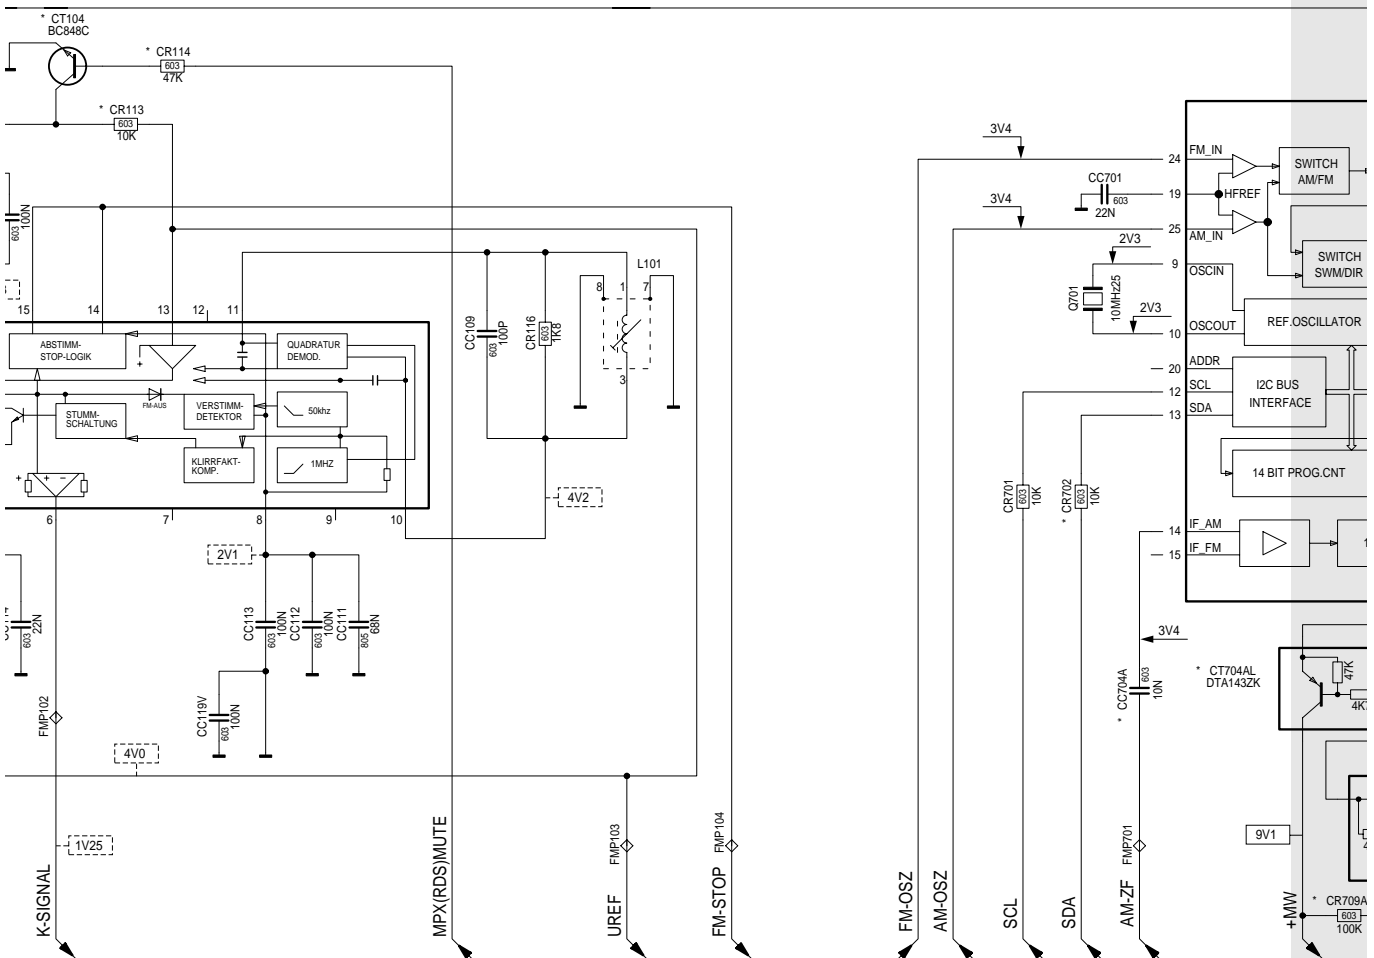 * CT104
BC848C
* CR114
603
47K
* CR113
603
10K
603
100N
15
14
13
12
11
ABSTIMM-
STOP-LOGIK
+
QUADRATUR
DEMOD.
FM-AUS
STUMM-
SCHALTUNG
VERSTIMM-
DETEKTOR
50khz
KLIRRFAKT-
KOMP.
1MHZ
+
+ −
6
7
8
9
10
CC109
603
100P
CR116
603
1K8
L101
8
1
7
3
4V2
2V1
603
22N
CC113
603
100N
CC112
603
100N
CC111
805
68N
CC119V
603
100N
FMP102
4V0
1V25
K-SIGNAL
MPX(RDS)MUTE
FMP103
UREF
FMP104
FM-STOP
3V4
24
FM_IN
CC701
603
22N
19
HFREF
3V4
25
AM_IN
2V3
9
OSCIN
Q701
10MHz25
2V3
10
OSCOUT
20
ADDR
12
SCL
13
SDA
SWITCH
AM/FM
SWITCH
SWM/DIR
REF.OSCILLATOR
I2C BUS
INTERFACE
14 BIT PROG.CNT
CR701
603
10K
* CR702
603
10K
14
IF_AM
15
IF_FM
1
3V4
* CC704A
603
10N
* CT704AL
DTA143ZK
47K
FMP701
9V1
FM-OSZ
AM-OSZ
SCL
SDA
AM-ZF
+MW
* CR709A
603
100K